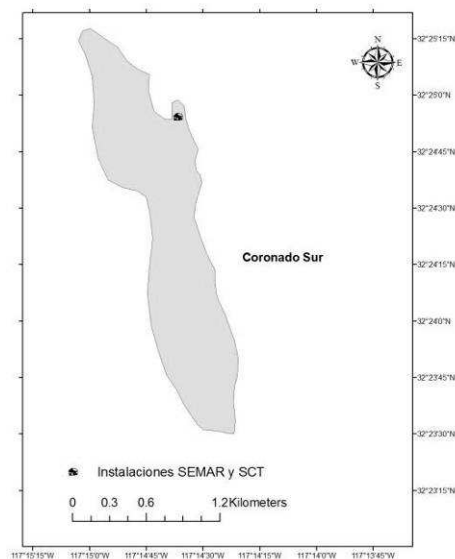 N
W E
S
32°25'15"N
32°25'0"N
32°24'45"N
32°24'30"N
Coronado Sur
32°24'15"N
32°24'0"N
32°23'45"N
32°23'30"N
Instalaciones SEMAR y SCT
0 0.3 0.6 1.2Kilometers
32°23'15"N
117°15'15"W 117°15'0"W 117°14'45"W 117°14'30"W 117°14'15"W 117°14'0"W 117°13'45"W